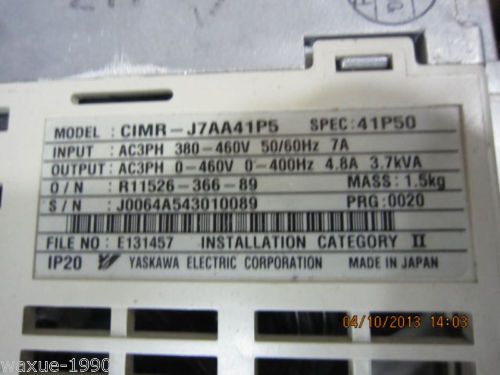 MODEL : CIMR-J7AA41P5 SPEC:41P50
INPUT : AC3PH 380-460V 50/60Hz 7A
OUTPUT : AC3PH 0-460V 0-400Hz 4.8A 3.7kVA
O/N : R11526-366-89 MASS: 1.5kg
S/N : J0064A543010089 PRG:0020
FILE NO : E131457 INSTALLATION CATEGORY II
IP20 YASKAWA ELECTRIC CORPORATION MADE IN JAPAN
04/10/2013 14:03
waxue-1990